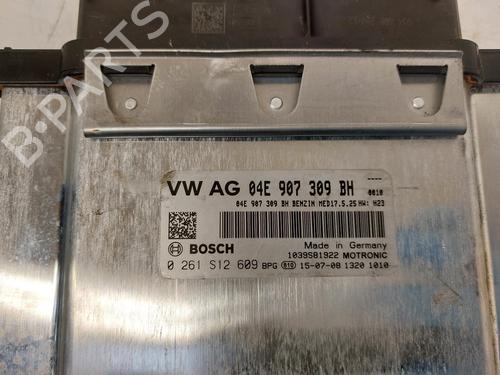 B-PARTS
VW AG 04E 907 309 BH ----
0010
04E 907 309 BH BENZIN MED17.5.25 HW: H23
BOSCH Made in Germany
1039S81922 MOTRONIC
0 261 S12 609 BPG 610 15-07-08 1320 1010